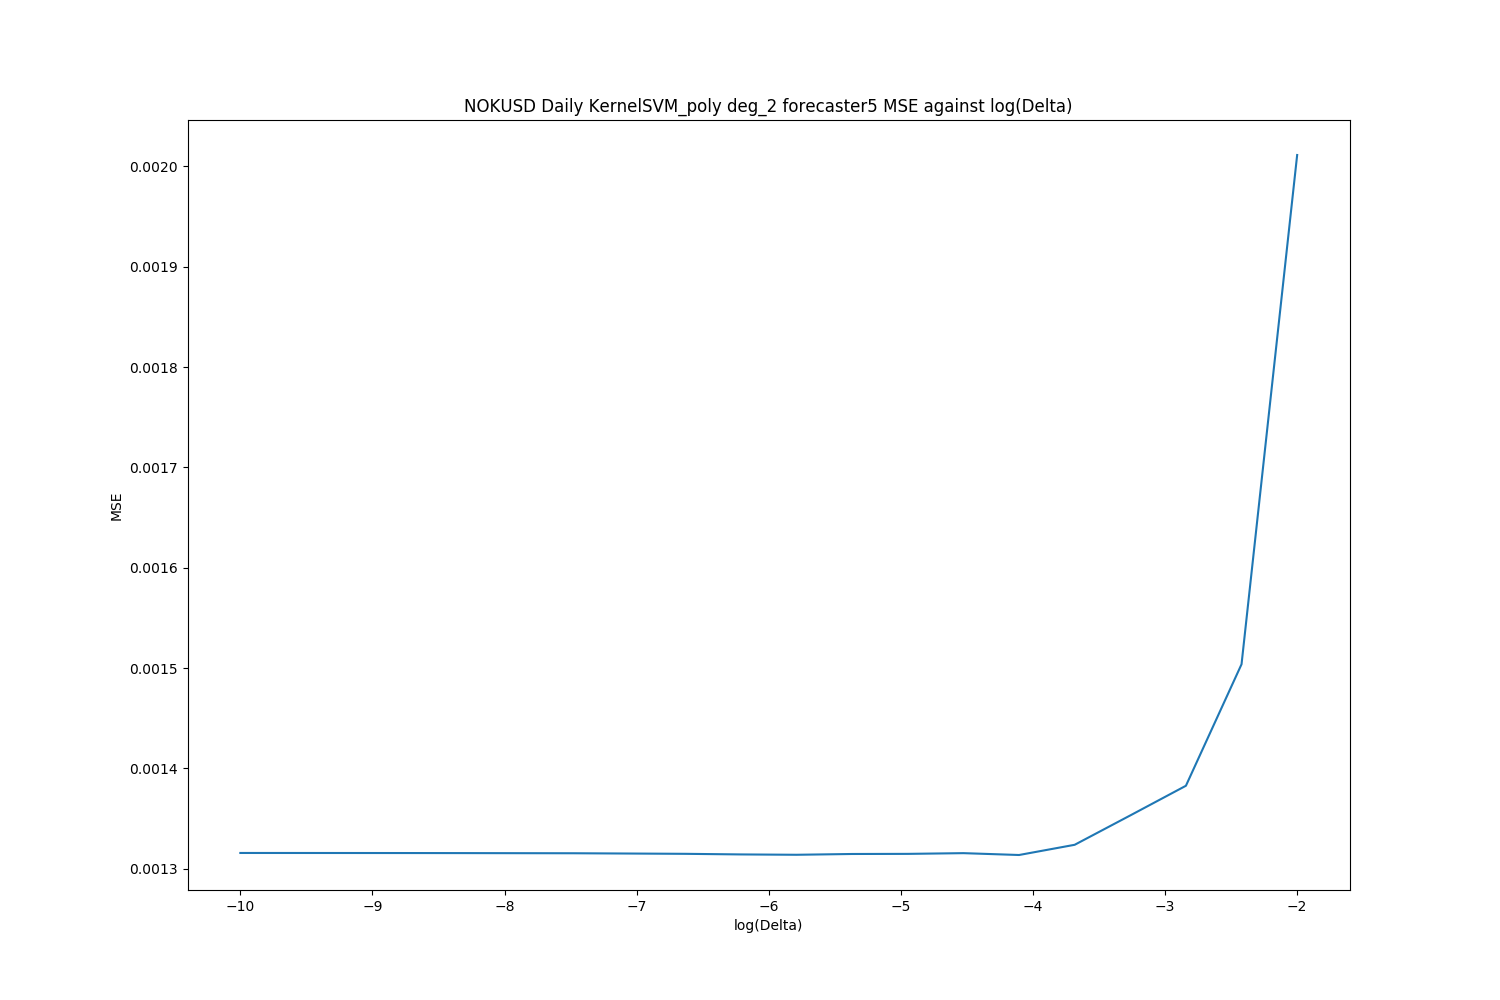 NOKUSD Daily KernelSVM_poly deg_2 forecaster5 MSE against log(Delta)
0.0020
0.0019
0.0018
0.0017
0.0016
0.0015
0.0014
0.0013
MSE
−10 −9 −8 −7 −6 −5 −4 −3 −2
log(Delta)